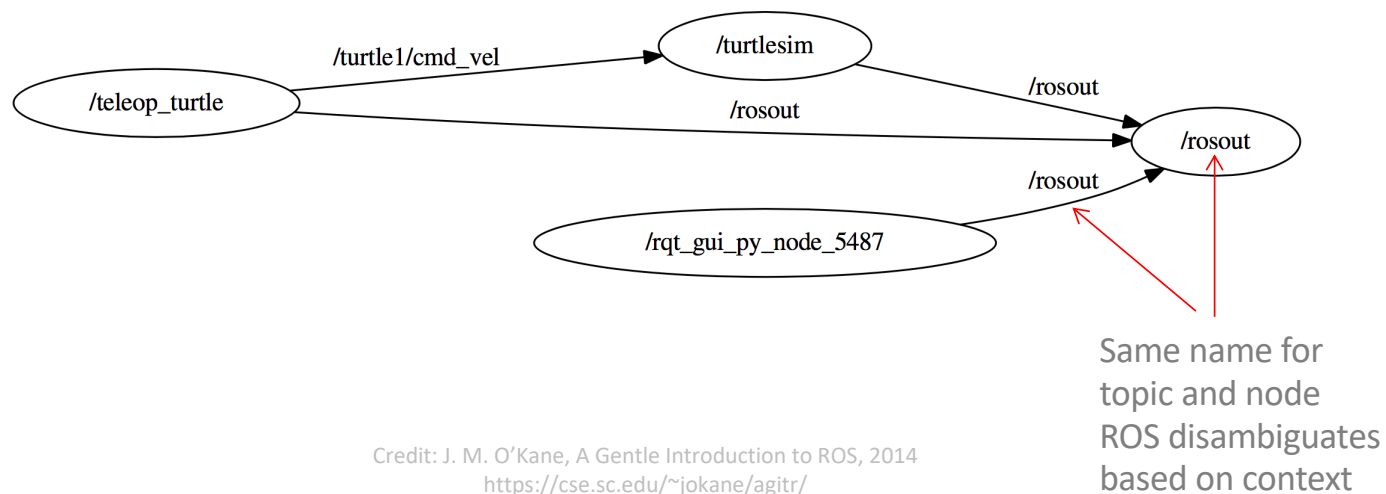 /turtle1/cmd_vel
/turtlesim
/teleop_turtle
/rosout
/rosout
/rosout
/rosout
/rqt_gui_py_node_5487
Same name for
topic and node
ROS disambiguates
based on context
Credit: J. M. O’Kane, A Gentle Introduction to ROS, 2014
https://cse.sc.edu/~jokane/agitr/